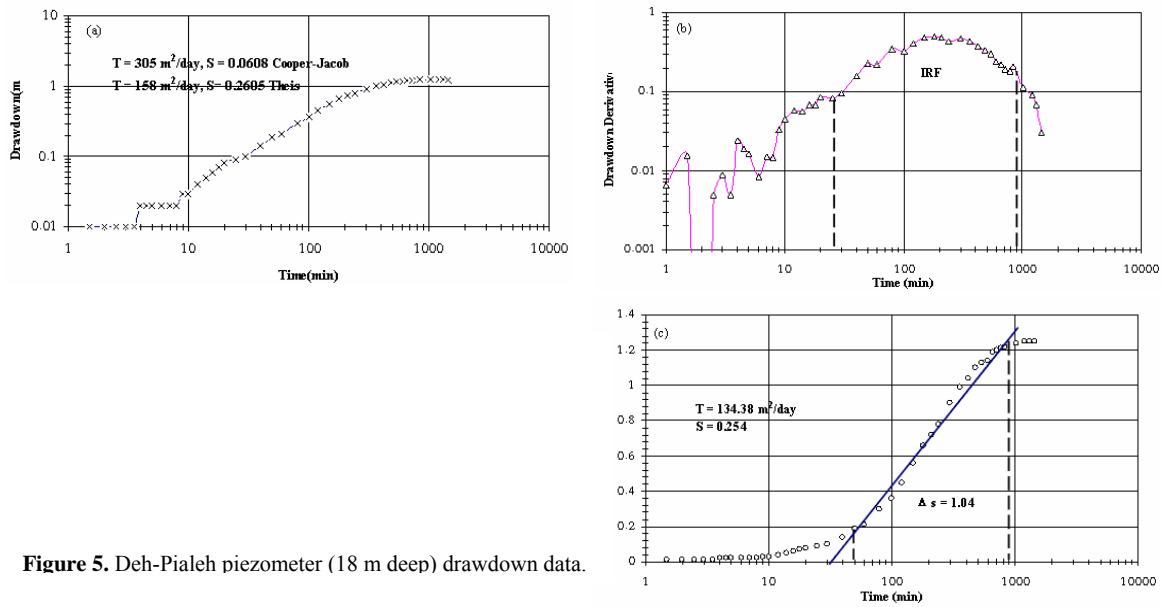 (a)
T = 305 m²/day, S = 0.0608 Cooper-Jacob
T = 158 m²/day, S= 0.2605 Theis
Drawdown(m
10
1
0.1
0.01
1
10
100
1000
10000
Time(min)
(b)
IRF
Drawdown Derivative
1
0.1
0.01
0.001
1
10
100
1000
10000
Time (min)
(c)
T = 134.38 m²/day
S = 0.254
Δ s = 1.04
1.4
1.2
1
0.8
0.6
0.4
0.2
0
1
10
100
1000
10000
Time (min)
Figure 5. Deh-Pialeh piezometer (18 m deep) drawdown data.